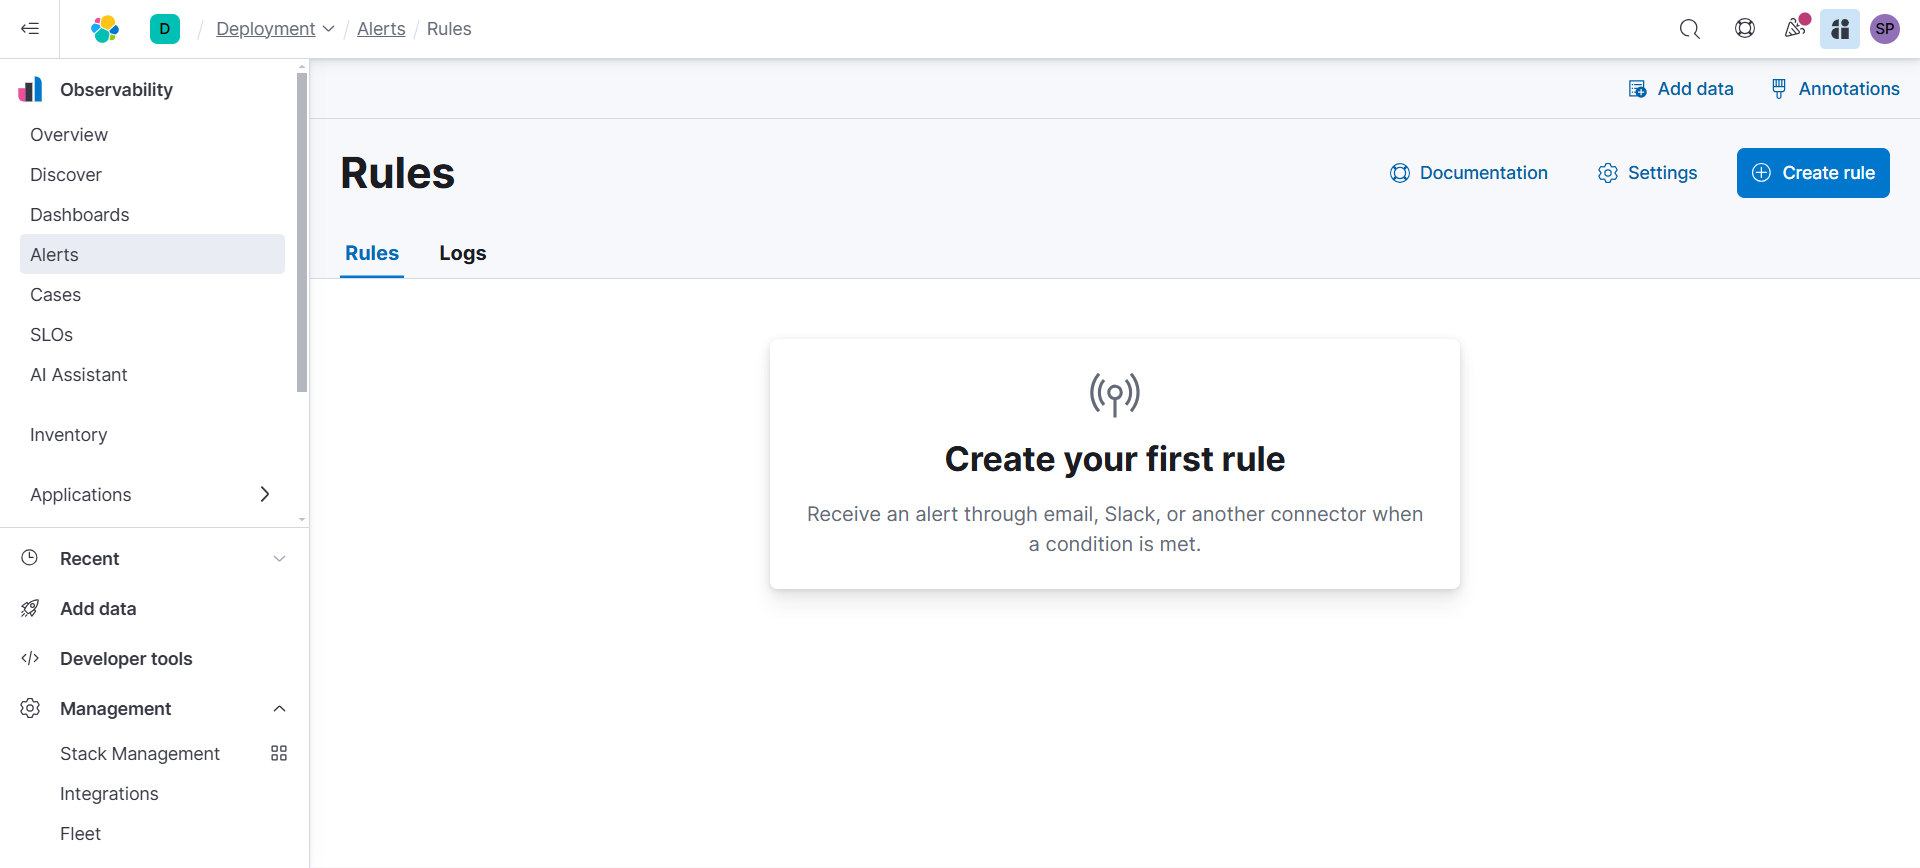 D / Deployment / Alerts / Rules
SP
Observability
Overview
Discover
Dashboards
Alerts
Cases
SLOs
AI Assistant
Inventory
Applications
Recent
Add data
Developer tools
Management
Stack Management
Integrations
Fleet
Add data
Annotations
Rules
Documentation
Settings
Create rule
Rules
Logs
Create your first rule
Receive an alert through email, Slack, or another connector when
a condition is met.